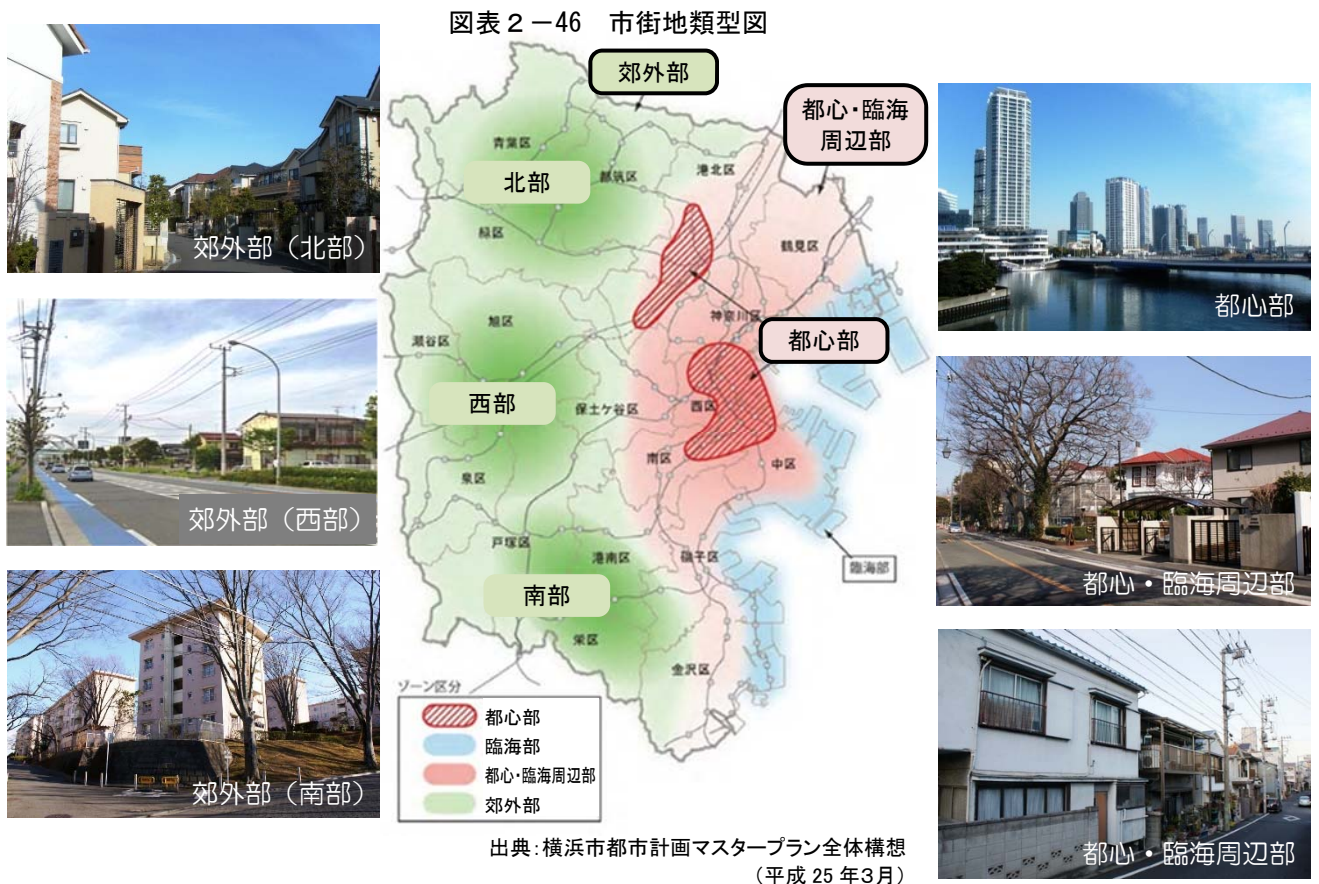 図表2-46 市街地類型図
郊外部
都心・臨海
周辺部
青葉区
都筑区
港北区
北部
緑区
鶴見区
神奈川区
都心部
旭区
瀬谷区
西部
保土ケ谷区
西区
南区
中区
泉区
戸塚区
港南区
磯子区
臨海部
南部
栄区
金沢区
ゾーン区分
都心部
臨海部
都心・臨海周辺部
郊外部
郊外部(北部)
郊外部(西部)
郊外部(南部)
都心部
都心・臨海周辺部
都心・臨海周辺部
出典:横浜市都市計画マスタープラン全体構想
(平成25年3月)